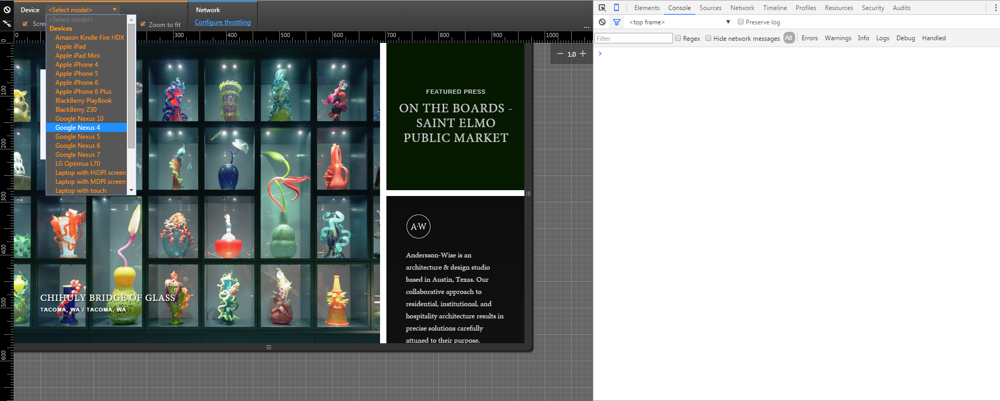 Device
<Select model>
Network
Scre
Zoom to fit
Configure throttling
...
<Select model>
Devices
Amazon Kindle Fire HDX
Apple iPad
Apple iPad Mini
Apple iPhone 4
Apple iPhone 5
Apple iPhone 6
Apple iPhone 6 Plus
BlackBerry PlayBook
BlackBerry Z30
Google Nexus 10
Google Nexus 4
Google Nexus 5
Google Nexus 6
Google Nexus 7
LG Optimus L70
Laptop with HiDPI screen
Laptop with MDPI screen
Laptop with touch
0 300 400 500 600 700 800 900 1000
0
100
200
300
400
500
600
1.0
FEATURED PRESS
ON THE BOARDS -
SAINT ELMO
PUBLIC MARKET
A·W
Andersson-Wise is an
architecture & design studio
based in Austin, Texas. Our
collaborative approach to
residential, institutional, and
hospitality architecture results in
precise solutions carefully
attuned to their purpose.
CHIHULY BRIDGE OF GLASS
TACOMA, WA / TACOMA, WA
Elements Console Sources Network Timeline Profiles Resources Security Audits
<top frame> Preserve log
Filter Regex Hide network messages All Errors Warnings Info Logs Debug Handled